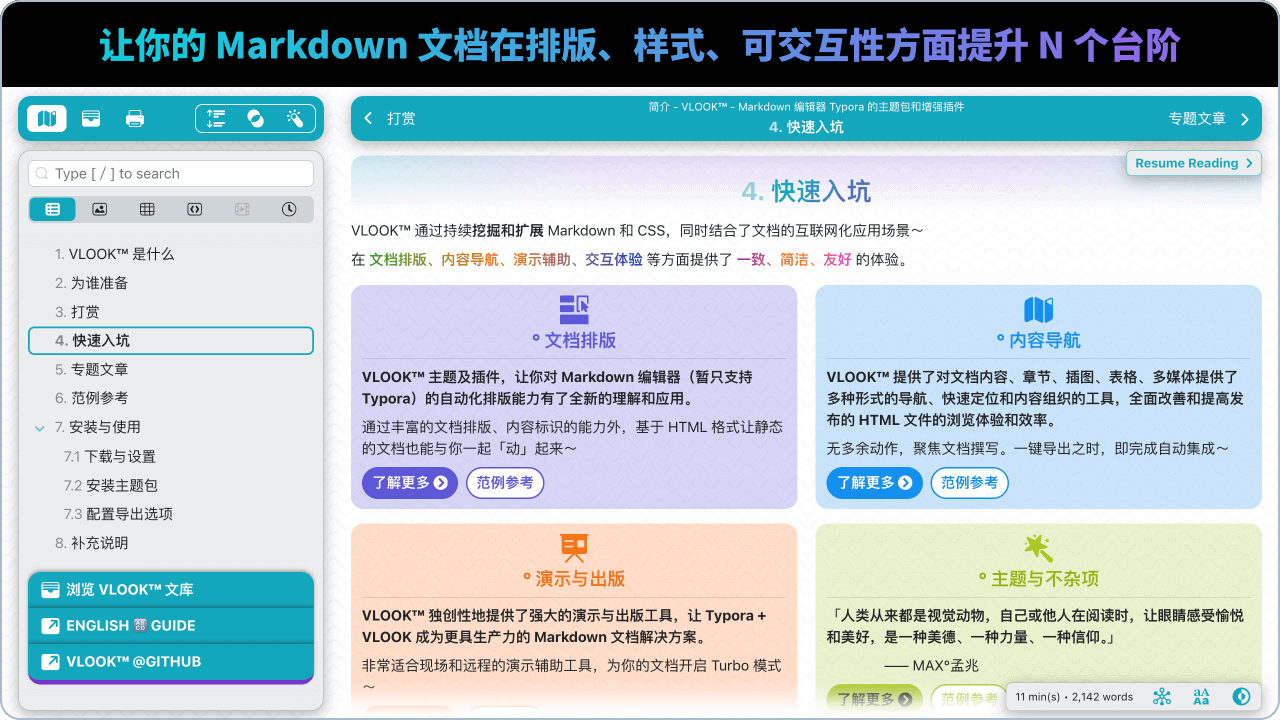 让你的 Markdown 文档在排版、样式、可交互性方面提升 N 个台阶
打赏
简介 – VLOOK™ – Markdown 编辑器 Typora 的主题包和增强插件
4. 快速入坑
专题文章
Type [ / ] to search
1. VLOOK™ 是什么
2. 为谁准备
3. 打赏
4. 快速入坑
5. 专题文章
6. 范例参考
7. 安装与使用
7.1 下载与设置
7.2 安装主题包
7.3 配置导出选项
8. 补充说明
浏览 VLOOK™ 文库
ENGLISH 🔠 GUIDE
VLOOK™ @GITHUB
Resume Reading
4. 快速入坑
VLOOK™ 通过持续挖掘和扩展 Markdown 和 CSS，同时结合了文档的互联网化应用场景～
在 文档排版、内容导航、演示辅助、交互体验 等方面提供了 一致、简洁、友好 的体验。
文档排版
VLOOK™ 主题及插件，让你对 Markdown 编辑器（暂只支持
Typora）的自动化排版能力有了全新的理解和应用。
通过丰富的文档排版、内容标识的能力外，基于 HTML 格式让静态
的文档也能与你一起「动」起来～
了解更多
范例参考
内容导航
VLOOK™ 提供了对文档内容、章节、插图、表格、多媒体提供了
多种形式的导航、快速定位和内容组织的工具，全面改善和提高发
布的 HTML 文件的浏览体验和效率。
无多余动作，聚焦文档撰写。一键导出之时，即完成自动集成～
了解更多
范例参考
演示与出版
VLOOK™ 独创性地提供了强大的演示与出版工具，让 Typora +
VLOOK 成为更具生产力的 Markdown 文档解决方案。
非常适合现场和远程的演示辅助工具，为你的文档开启 Turbo 模式
～
主题与不杂项
「人类从来都是视觉动物，自己或他人在阅读时，让眼睛感受愉悦
和美好，是一种美德、一种力量、一种信仰。」
—— MAX°孟兆
了解更多
范例参考
11 min(s) • 2,142 words
aA
Aa